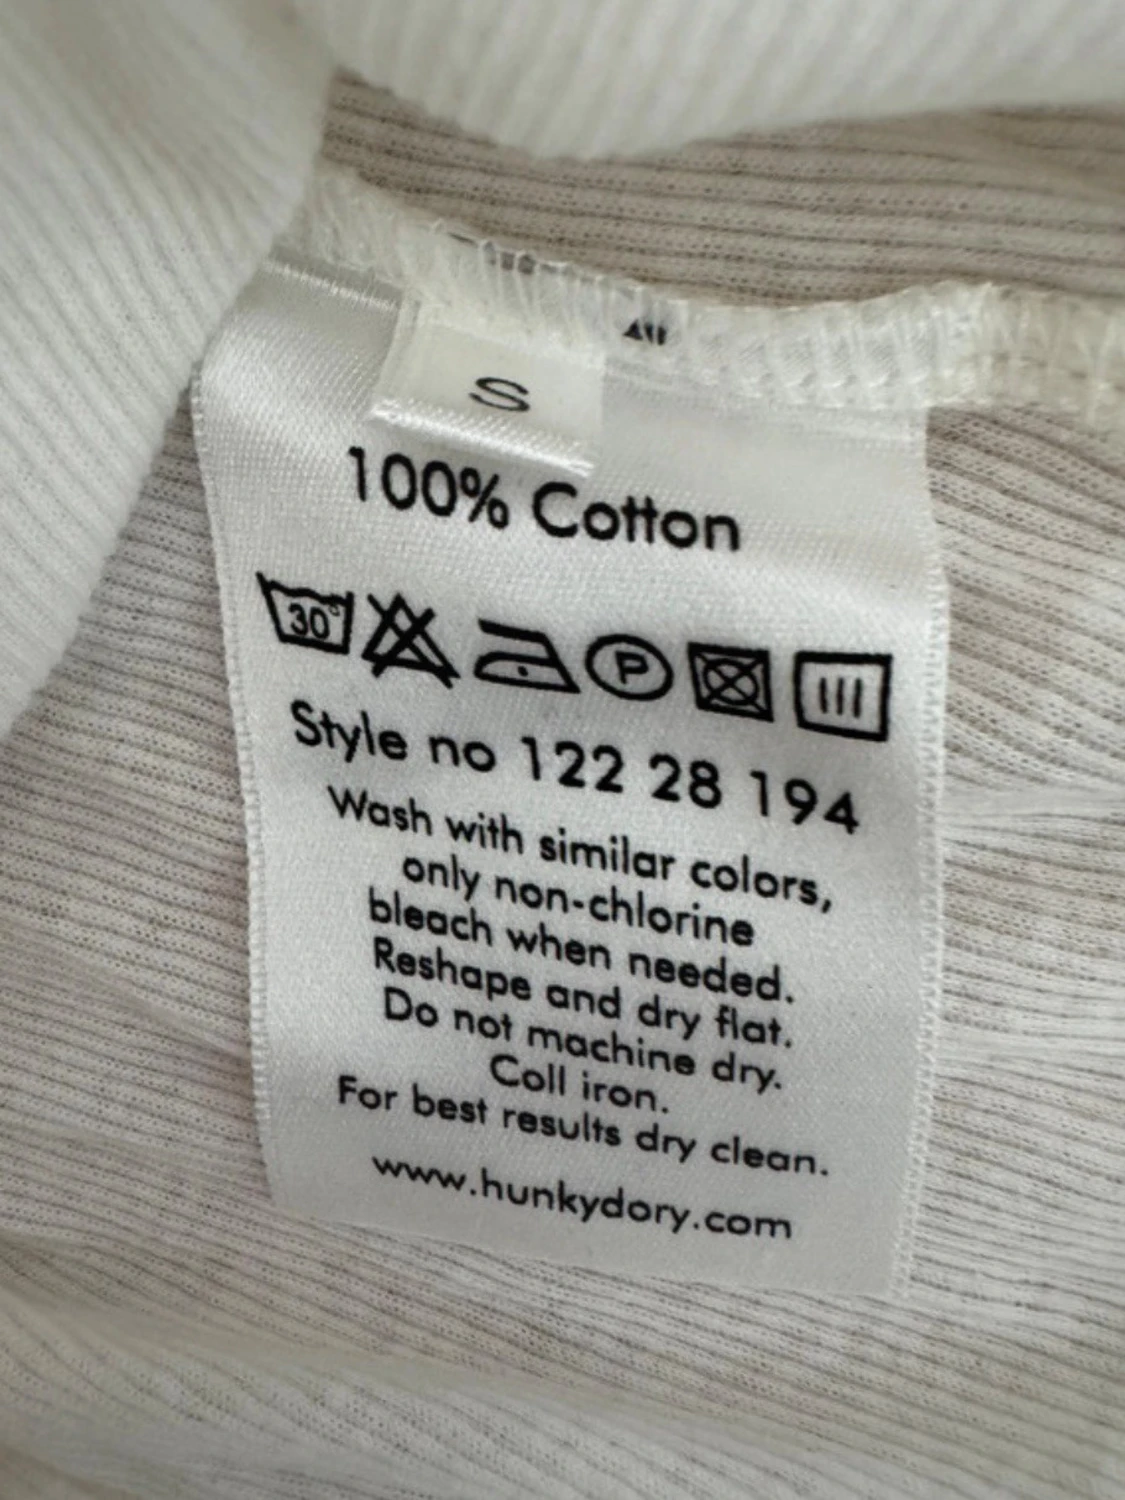 S
100% Cotton
30°
P
Style no 122 28 194
Wash with similar colors,
only non-chlorine
bleach when needed.
Reshape and dry flat.
Do not machine dry.
Coll iron.
For best results dry clean.
www.hunkydory.com